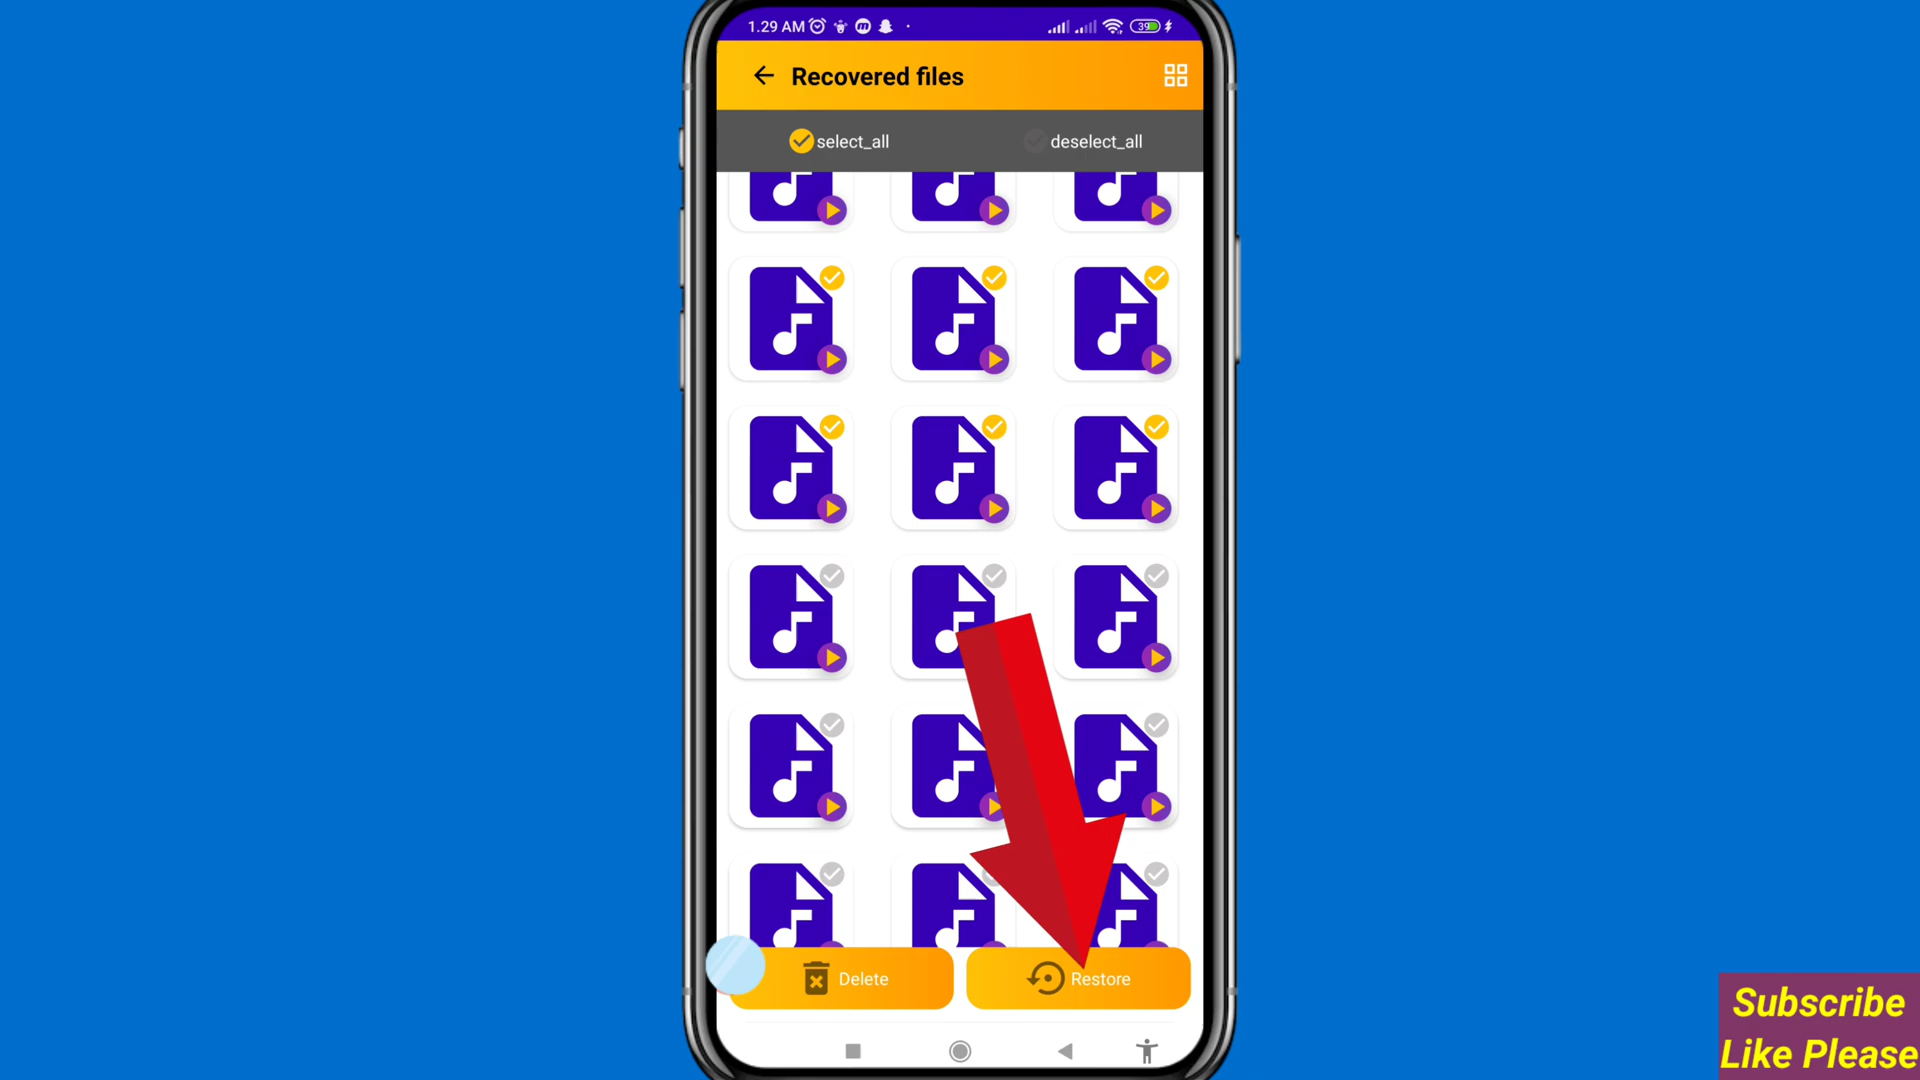 1.29 AM
39
Recovered files
select_all
deselect_all
Delete
Restore
Subscribe
Like Please